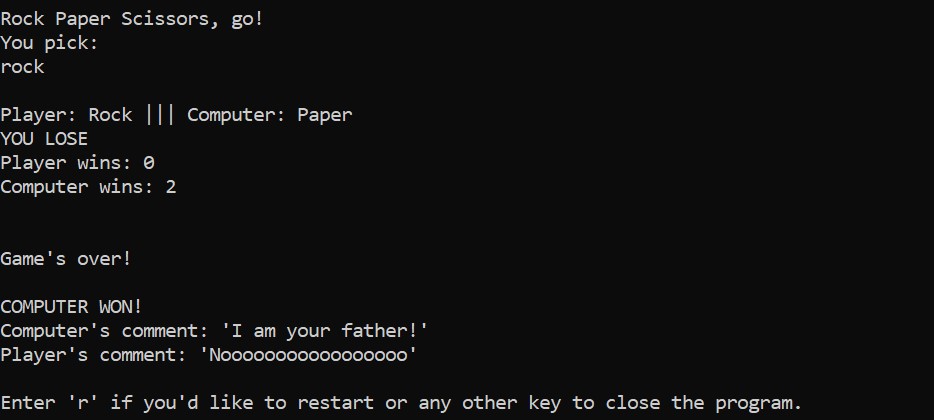 Rock Paper Scissors, go!
You pick:
rock
Player: Rock ||| Computer: Paper
YOU LOSE
Player wins: 0
Computer wins: 2
Game's over!
COMPUTER WON!
Computer's comment: 'I am your father!'
Player's comment: 'Nooooooooooooooooo'
Enter 'r' if you'd like to restart or any other key to close the program.